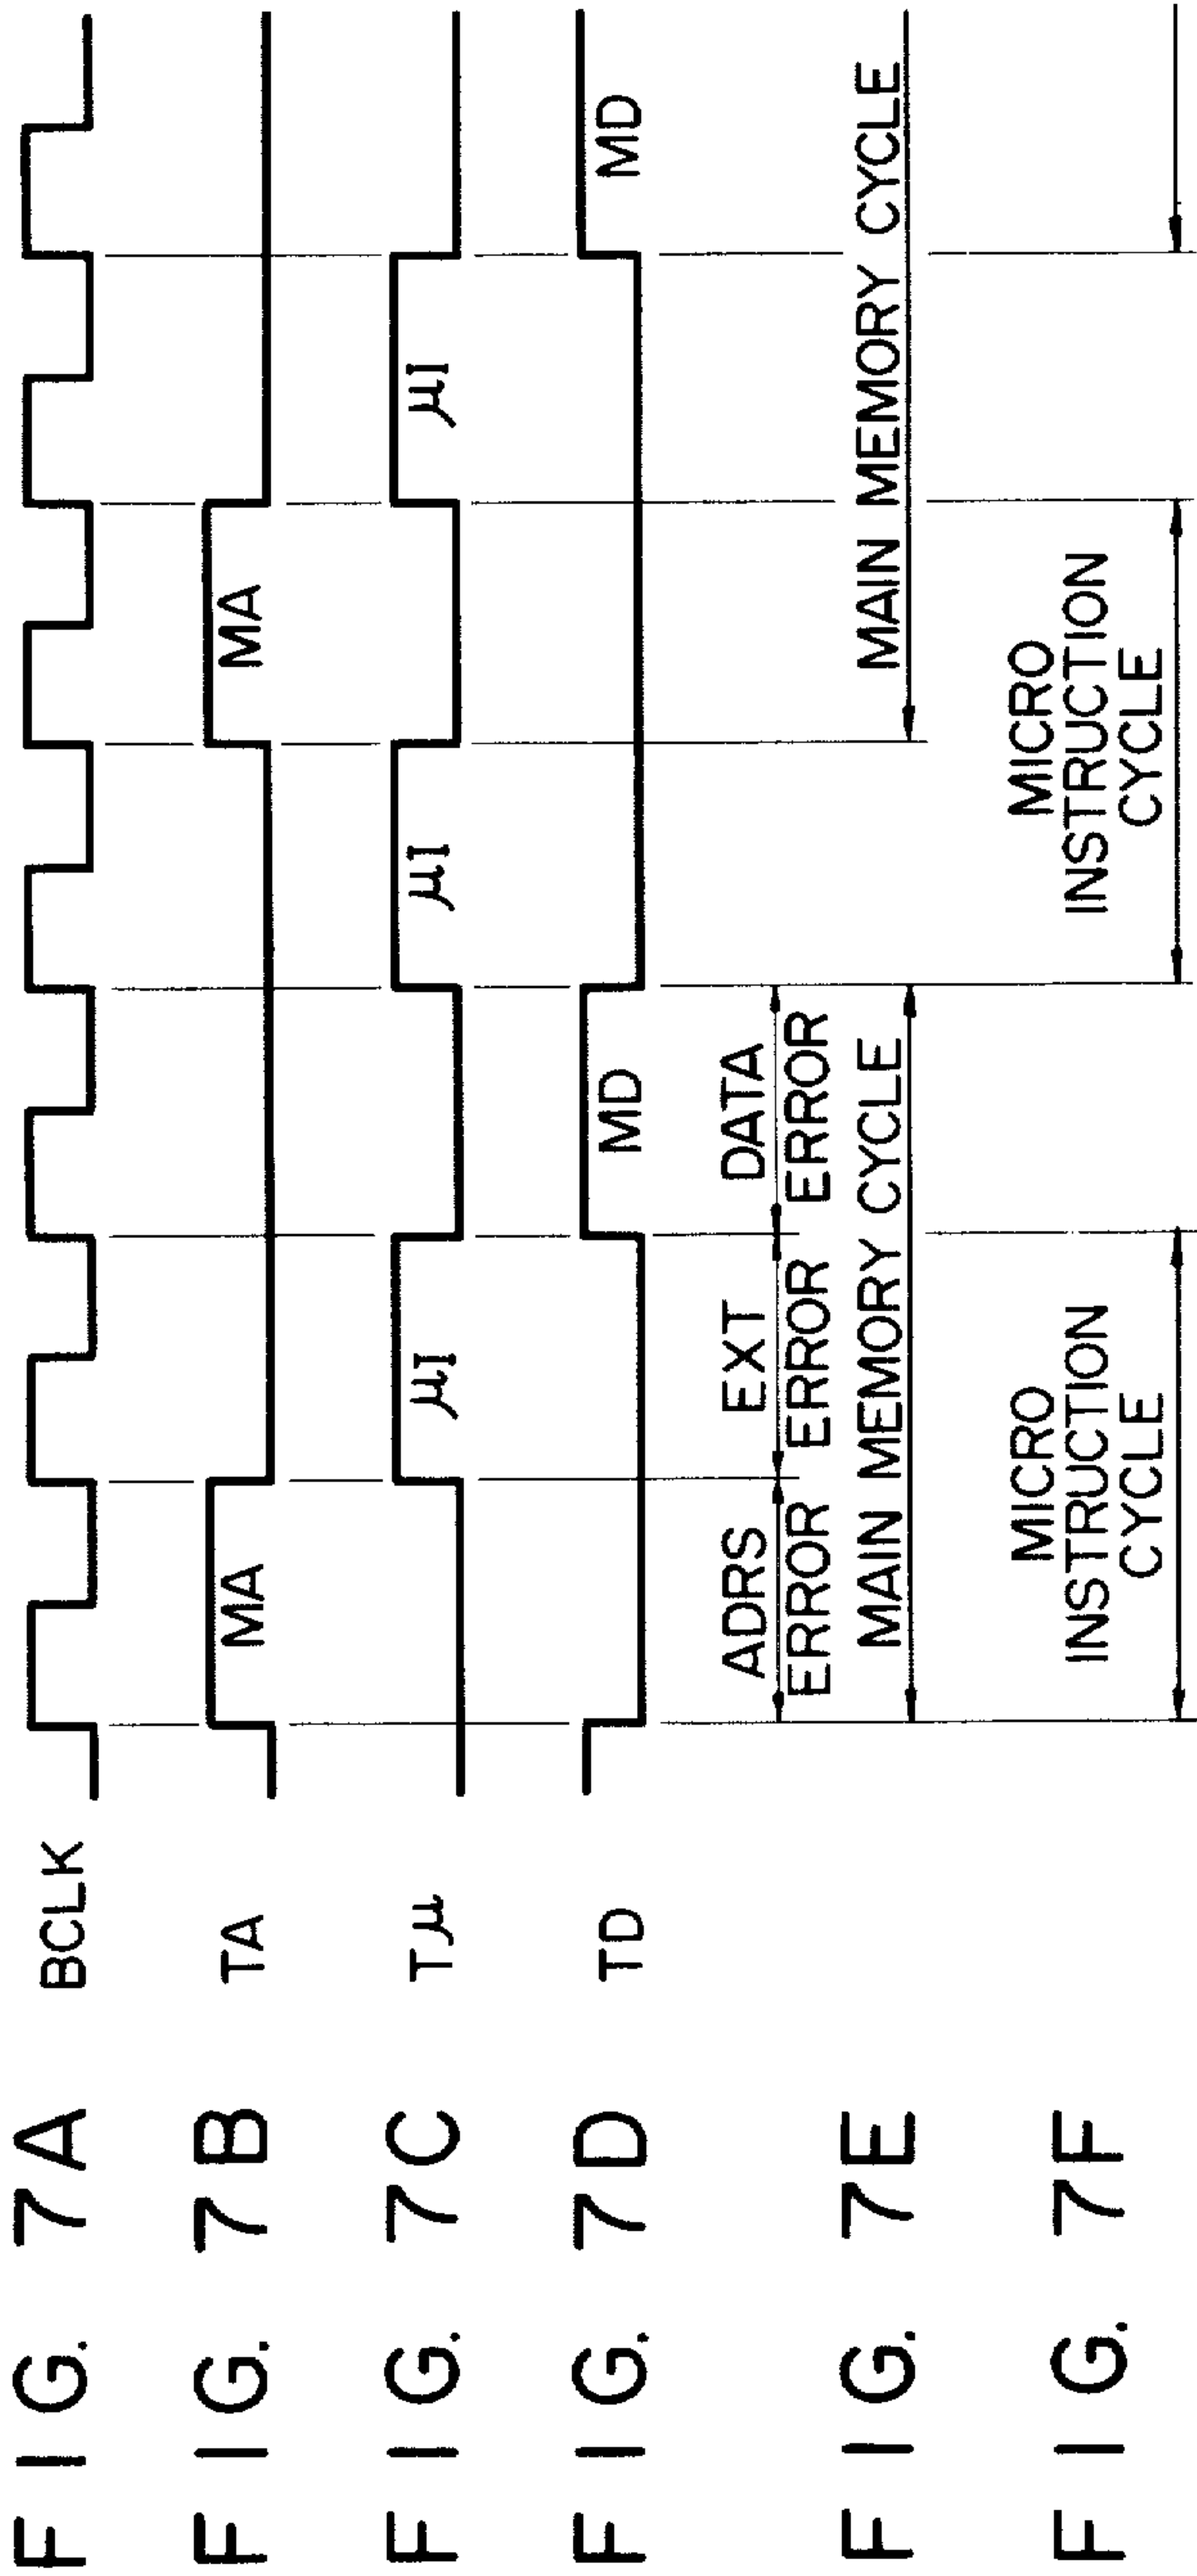 FIG. 7A BCLK
FIG. 7B TA MA MA
FIG. 7C Tμ μI μI μI
FIG. 7D TD MD MD
ADRS ERROR
EXT ERROR
DATA ERROR
FIG. 7E MAIN MEMORY CYCLE MAIN MEMORY CYCLE
FIG. 7F
MICRO
INSTRUCTION
CYCLE
MICRO
INSTRUCTION
CYCLE